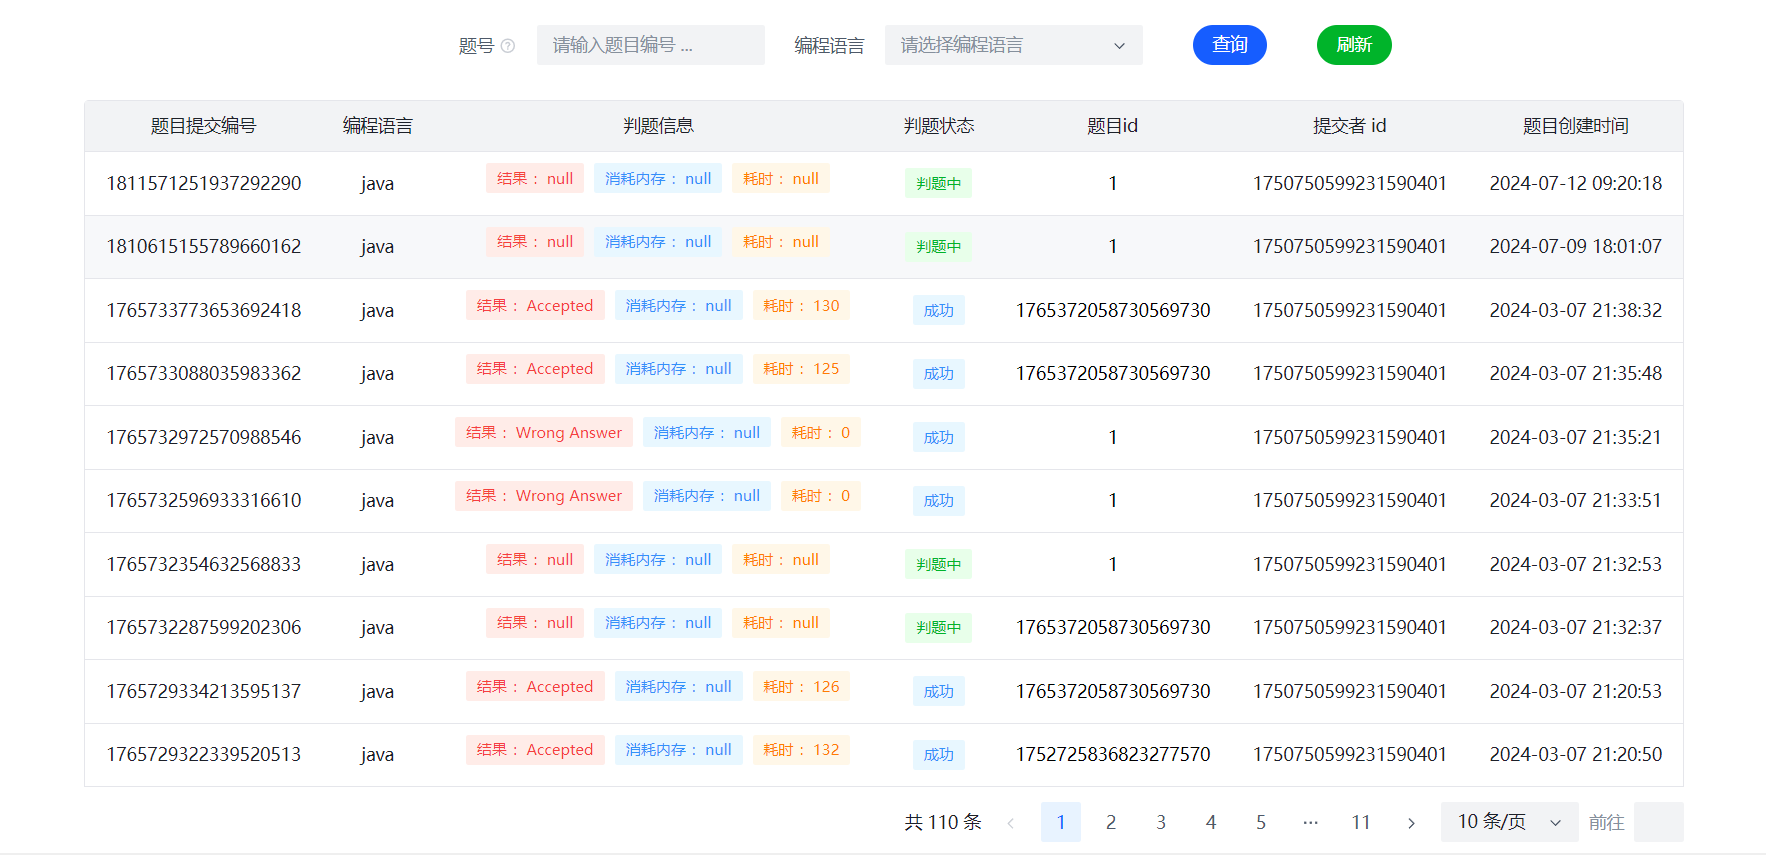 题号 请输入题目编号 ... 编程语言 请选择编程语言 查询 刷新
题目提交编号 编程语言 判题信息 判题状态 题目id 提交者 id 题目创建时间
1811571251937292290 java 结果： null 消耗内存： null 耗时： null 判题中 1 1750750599231590401 2024-07-12 09:20:18
1810615155789660162 java 结果： null 消耗内存： null 耗时： null 判题中 1 1750750599231590401 2024-07-09 18:01:07
1765733773653692418 java 结果： Accepted 消耗内存： null 耗时： 130 成功 1765372058730569730 1750750599231590401 2024-03-07 21:38:32
1765733088035983362 java 结果： Accepted 消耗内存： null 耗时： 125 成功 1765372058730569730 1750750599231590401 2024-03-07 21:35:48
1765732972570988546 java 结果： Wrong Answer 消耗内存： null 耗时： 0 成功 1 1750750599231590401 2024-03-07 21:35:21
1765732596933316610 java 结果： Wrong Answer 消耗内存： null 耗时： 0 成功 1 1750750599231590401 2024-03-07 21:33:51
1765732354632568833 java 结果： null 消耗内存： null 耗时： null 判题中 1 1750750599231590401 2024-03-07 21:32:53
1765732287599202306 java 结果： null 消耗内存： null 耗时： null 判题中 1765372058730569730 1750750599231590401 2024-03-07 21:32:37
1765729334213595137 java 结果： Accepted 消耗内存： null 耗时： 126 成功 1765372058730569730 1750750599231590401 2024-03-07 21:20:53
1765729322339520513 java 结果： Accepted 消耗内存： null 耗时： 132 成功 1752725836823277570 1750750599231590401 2024-03-07 21:20:50
共 110 条 1 2 3 4 5 ··· 11 10 条/页 前往